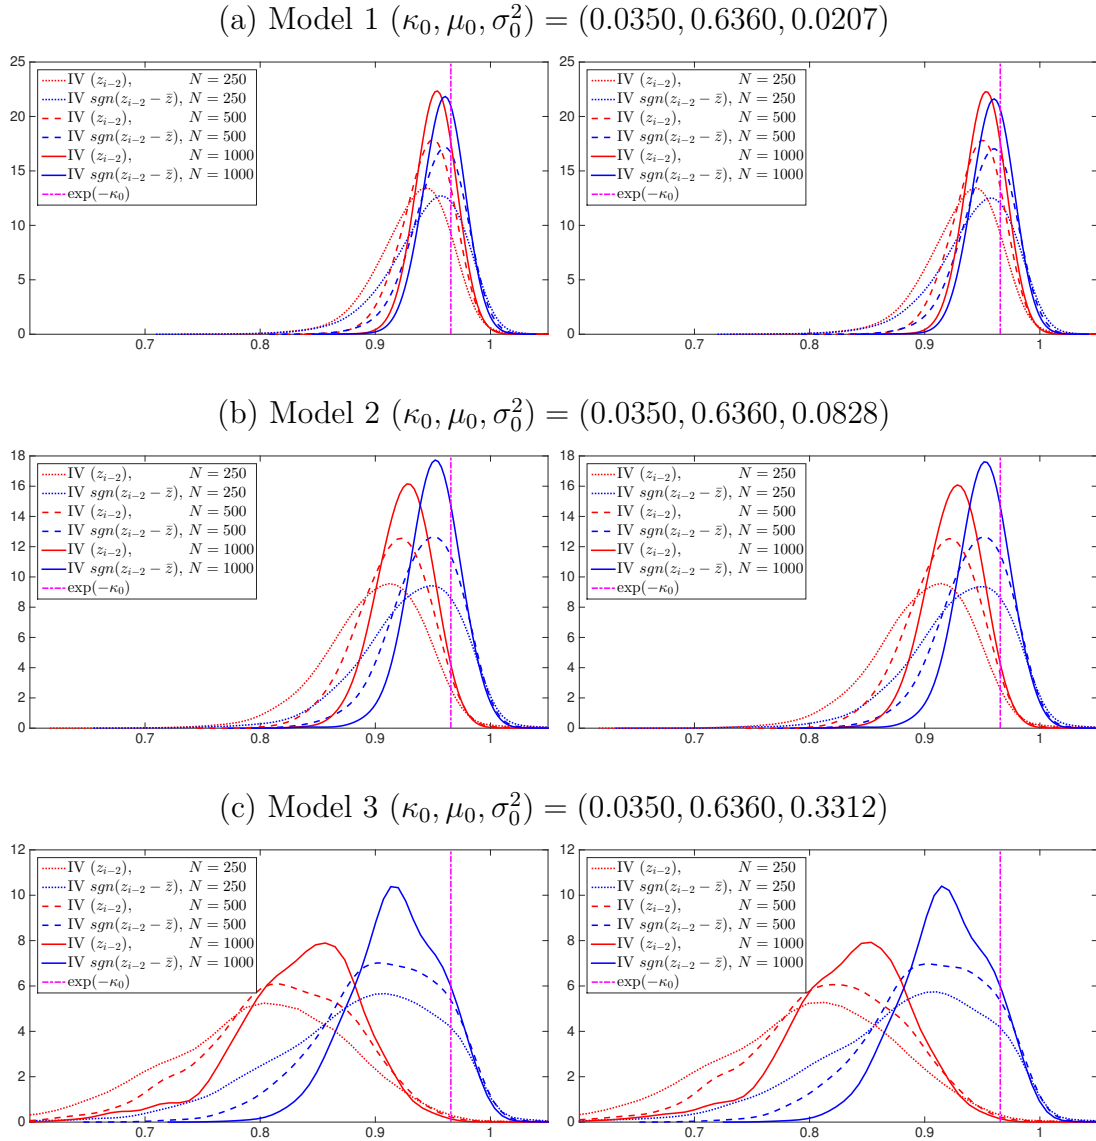 (a) Model 1 (κ₀, μ₀, σ₀²) = (0.0350, 0.6360, 0.0207)
25
20
15
10
5
0
0.7 0.8 0.9 1
IV (zᵢ₋₂), N = 250
IV sgn(zᵢ₋₂ − z̄), N = 250
IV (zᵢ₋₂), N = 500
IV sgn(zᵢ₋₂ − z̄), N = 500
IV (zᵢ₋₂), N = 1000
IV sgn(zᵢ₋₂ − z̄), N = 1000
exp(−κ₀)
25
20
15
10
5
0
0.7 0.8 0.9 1
IV (zᵢ₋₂), N = 250
IV sgn(zᵢ₋₂ − z̄), N = 250
IV (zᵢ₋₂), N = 500
IV sgn(zᵢ₋₂ − z̄), N = 500
IV (zᵢ₋₂), N = 1000
IV sgn(zᵢ₋₂ − z̄), N = 1000
exp(−κ₀)
(b) Model 2 (κ₀, μ₀, σ₀²) = (0.0350, 0.6360, 0.0828)
18
16
14
12
10
8
6
4
2
0
0.7 0.8 0.9 1
IV (zᵢ₋₂), N = 250
IV sgn(zᵢ₋₂ − z̄), N = 250
IV (zᵢ₋₂), N = 500
IV sgn(zᵢ₋₂ − z̄), N = 500
IV (zᵢ₋₂), N = 1000
IV sgn(zᵢ₋₂ − z̄), N = 1000
exp(−κ₀)
18
16
14
12
10
8
6
4
2
0
0.7 0.8 0.9 1
IV (zᵢ₋₂), N = 250
IV sgn(zᵢ₋₂ − z̄), N = 250
IV (zᵢ₋₂), N = 500
IV sgn(zᵢ₋₂ − z̄), N = 500
IV (zᵢ₋₂), N = 1000
IV sgn(zᵢ₋₂ − z̄), N = 1000
exp(−κ₀)
(c) Model 3 (κ₀, μ₀, σ₀²) = (0.0350, 0.6360, 0.3312)
12
10
8
6
4
2
0
0.7 0.8 0.9 1
IV (zᵢ₋₂), N = 250
IV sgn(zᵢ₋₂ − z̄), N = 250
IV (zᵢ₋₂), N = 500
IV sgn(zᵢ₋₂ − z̄), N = 500
IV (zᵢ₋₂), N = 1000
IV sgn(zᵢ₋₂ − z̄), N = 1000
exp(−κ₀)
12
10
8
6
4
2
0
0.7 0.8 0.9 1
IV (zᵢ₋₂), N = 250
IV sgn(zᵢ₋₂ − z̄), N = 250
IV (zᵢ₋₂), N = 500
IV sgn(zᵢ₋₂ − z̄), N = 500
IV (zᵢ₋₂), N = 1000
IV sgn(zᵢ₋₂ − z̄), N = 1000
exp(−κ₀)